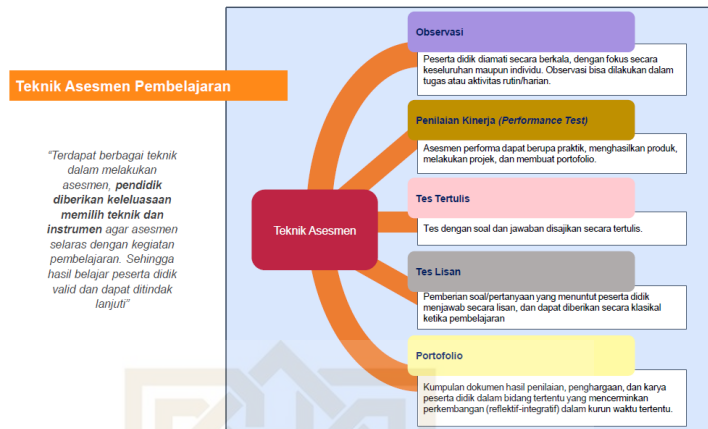 Teknik Asesmen Pembelajaran
“Terdapat berbagai teknik
dalam melakukan
asesmen, pendidik
diberikan keleluasaan
memilih teknik dan
instrumen agar asesmen
selaras dengan kegiatan
pembelajaran. Sehingga
hasil belajar peserta didik
valid dan dapat ditindak
lanjuti”
Teknik Asesmen
Observasi
Peserta didik diamati secara berkala, dengan fokus secara
keseluruhan maupun individu. Observasi bisa dilakukan dalam
tugas atau aktivitas rutin/harian.
Penilaian Kinerja (Performance Test)
Asesmen performa dapat berupa praktik, menghasilkan produk,
melakukan projek, dan membuat portofolio.
Tes Tertulis
Tes dengan soal dan jawaban disajikan secara tertulis.
Tes Lisan
Pemberian soal/pertanyaan yang menuntut peserta didik
menjawab secara lisan, dan dapat diberikan secara klasikal
ketika pembelajaran
Portofolio
Kumpulan dokumen hasil penilaian, penghargaan, dan karya
peserta didik dalam bidang tertentu yang mencerminkan
perkembangan (reflektif-integratif) dalam kurun waktu tertentu.